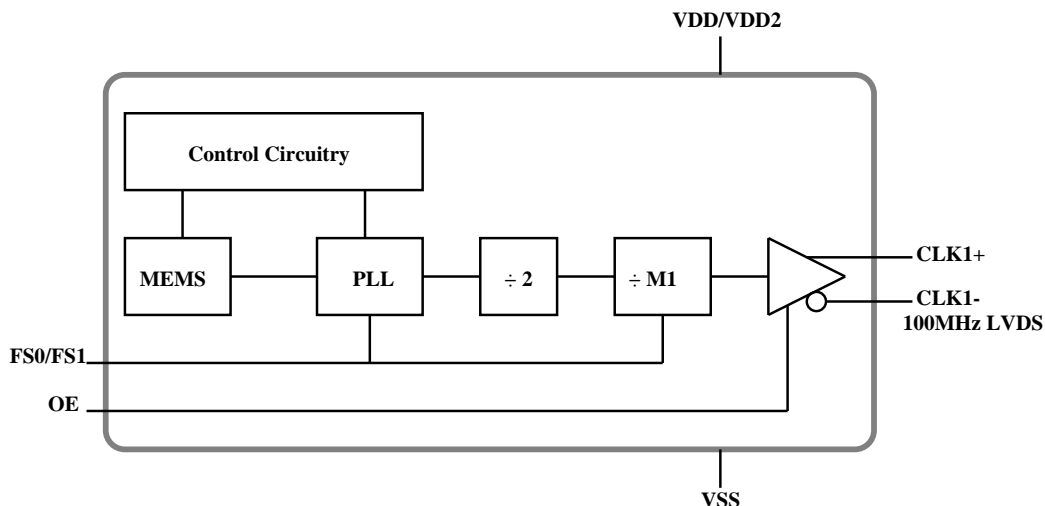 VDD/VDD2
Control Circuitry
MEMS
PLL
÷ 2
÷ M1
CLK1+
CLK1-
100MHz LVDS
FS0/FS1
OE
VSS